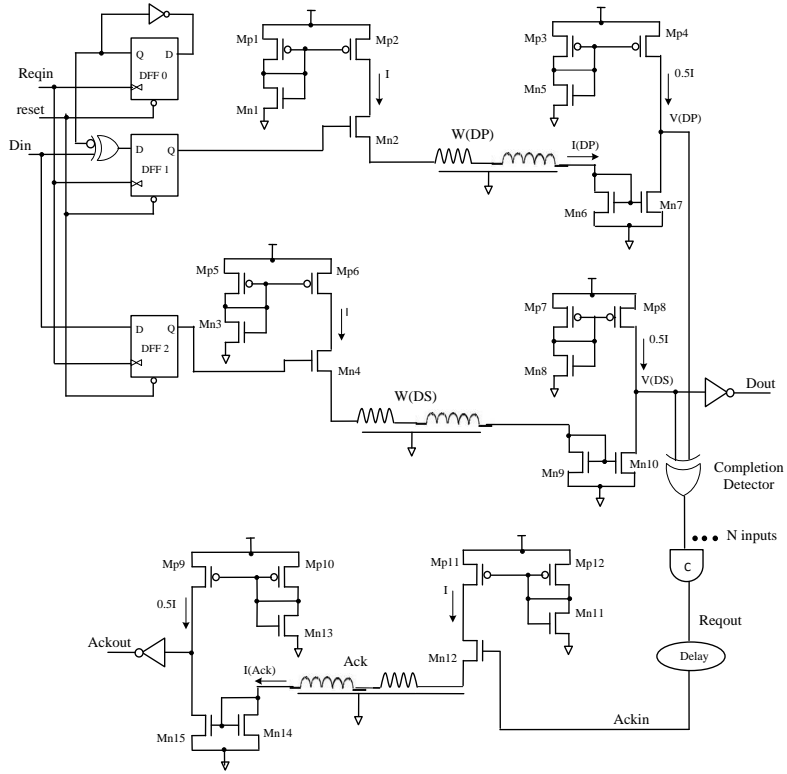 Mp1
Mp2
Mp3
Mp4
Q
D
DFF 0
Reqin
reset
I
Mn1
Mn5
0.5I
V(DP)
Din
D
Q
DFF 1
Mn2
W(DP)
I(DP)
Mn6
Mn7
Mp5
Mp6
Mp7
Mp8
Mn3
I
D
Q
DFF 2
0.5I
Mn4
Mn8
V(DS)
W(DS)
Dout
Mn9
Mn10
Completion
Detector
N inputs
Mp9
Mp10
Mp11
Mp12
C
0.5I
I
Mn11
Mn13
Reqout
Ackout
Mn12
Delay
Ack
I(Ack)
Ackin
Mn15
Mn14